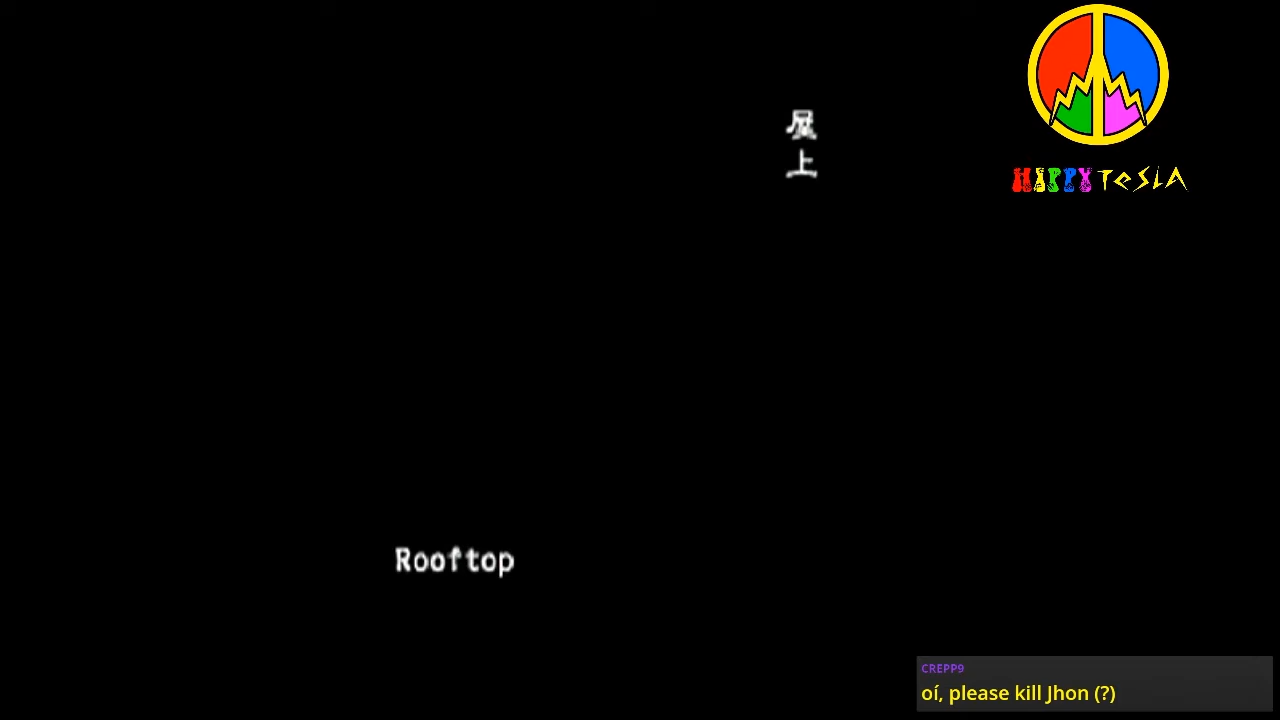 屋上
HAPPYTeSLA
Rooftop
CREPP9
oí, please kill Jhon (?)